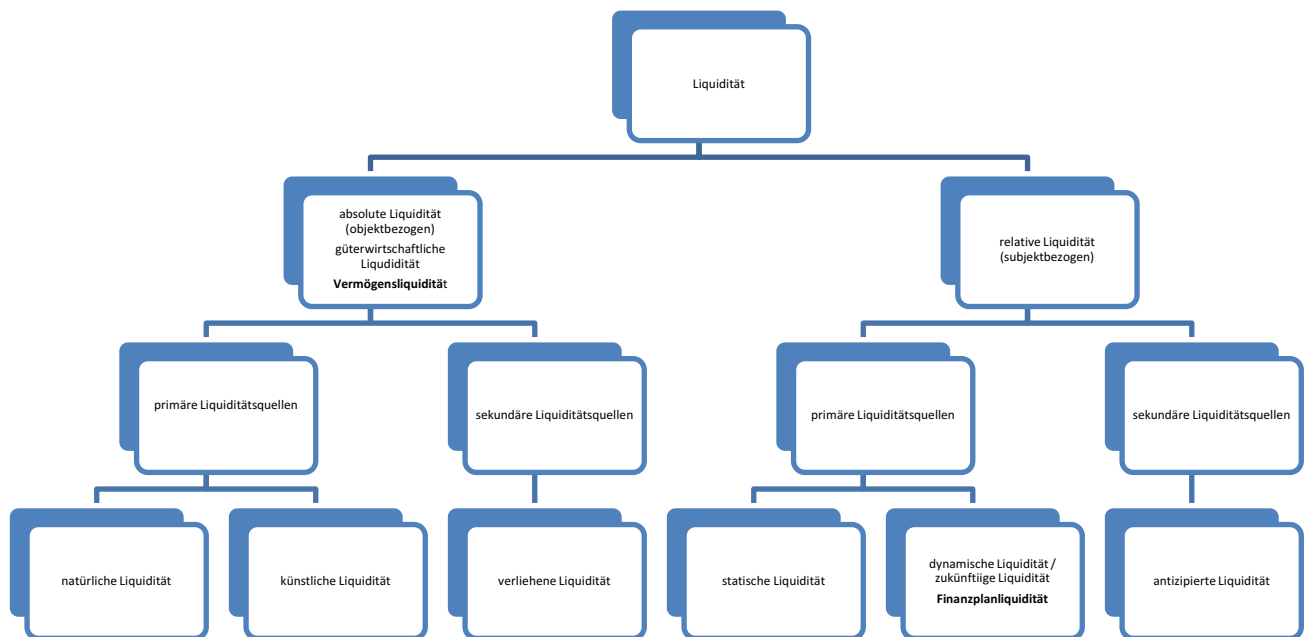 Liquidität
absolute Liquidität
(objektbezogen)
güterwirtschaftliche
Liqudidität
Vermögensliquidität
relative Liquidität
(subjektbezogen)
primäre Liquiditätsquellen
sekundäre Liquiditätsquellen
primäre Liquiditätsquellen
sekundäre Liquiditätsquellen
natürliche Liquidität
künstliche Liquidität
verliehene Liquidität
statische Liquidität
dynamische Liquidität /
zukünftiige Liquidität
Finanzplanliquidität
antizipierte Liquidität